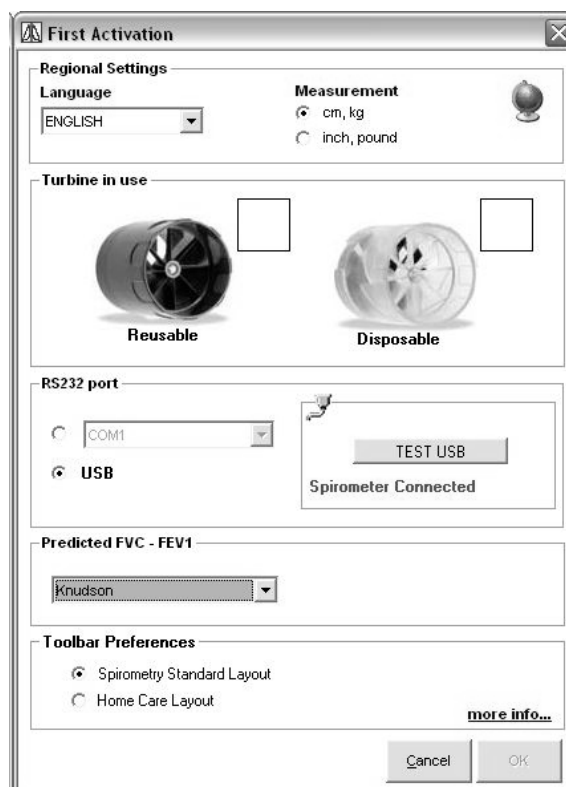 First Activation
Regional Settings
Language
ENGLISH
Measurement
cm, kg
inch, pound
Turbine in use
Reusable
Disposable
RS232 port
COM1
USB
TEST USB
Spirometer Connected
Predicted FVC - FEV1
Knudson
Toolbar Preferences
Spirometry Standard Layout
Home Care Layout
more info...
Cancel
OK